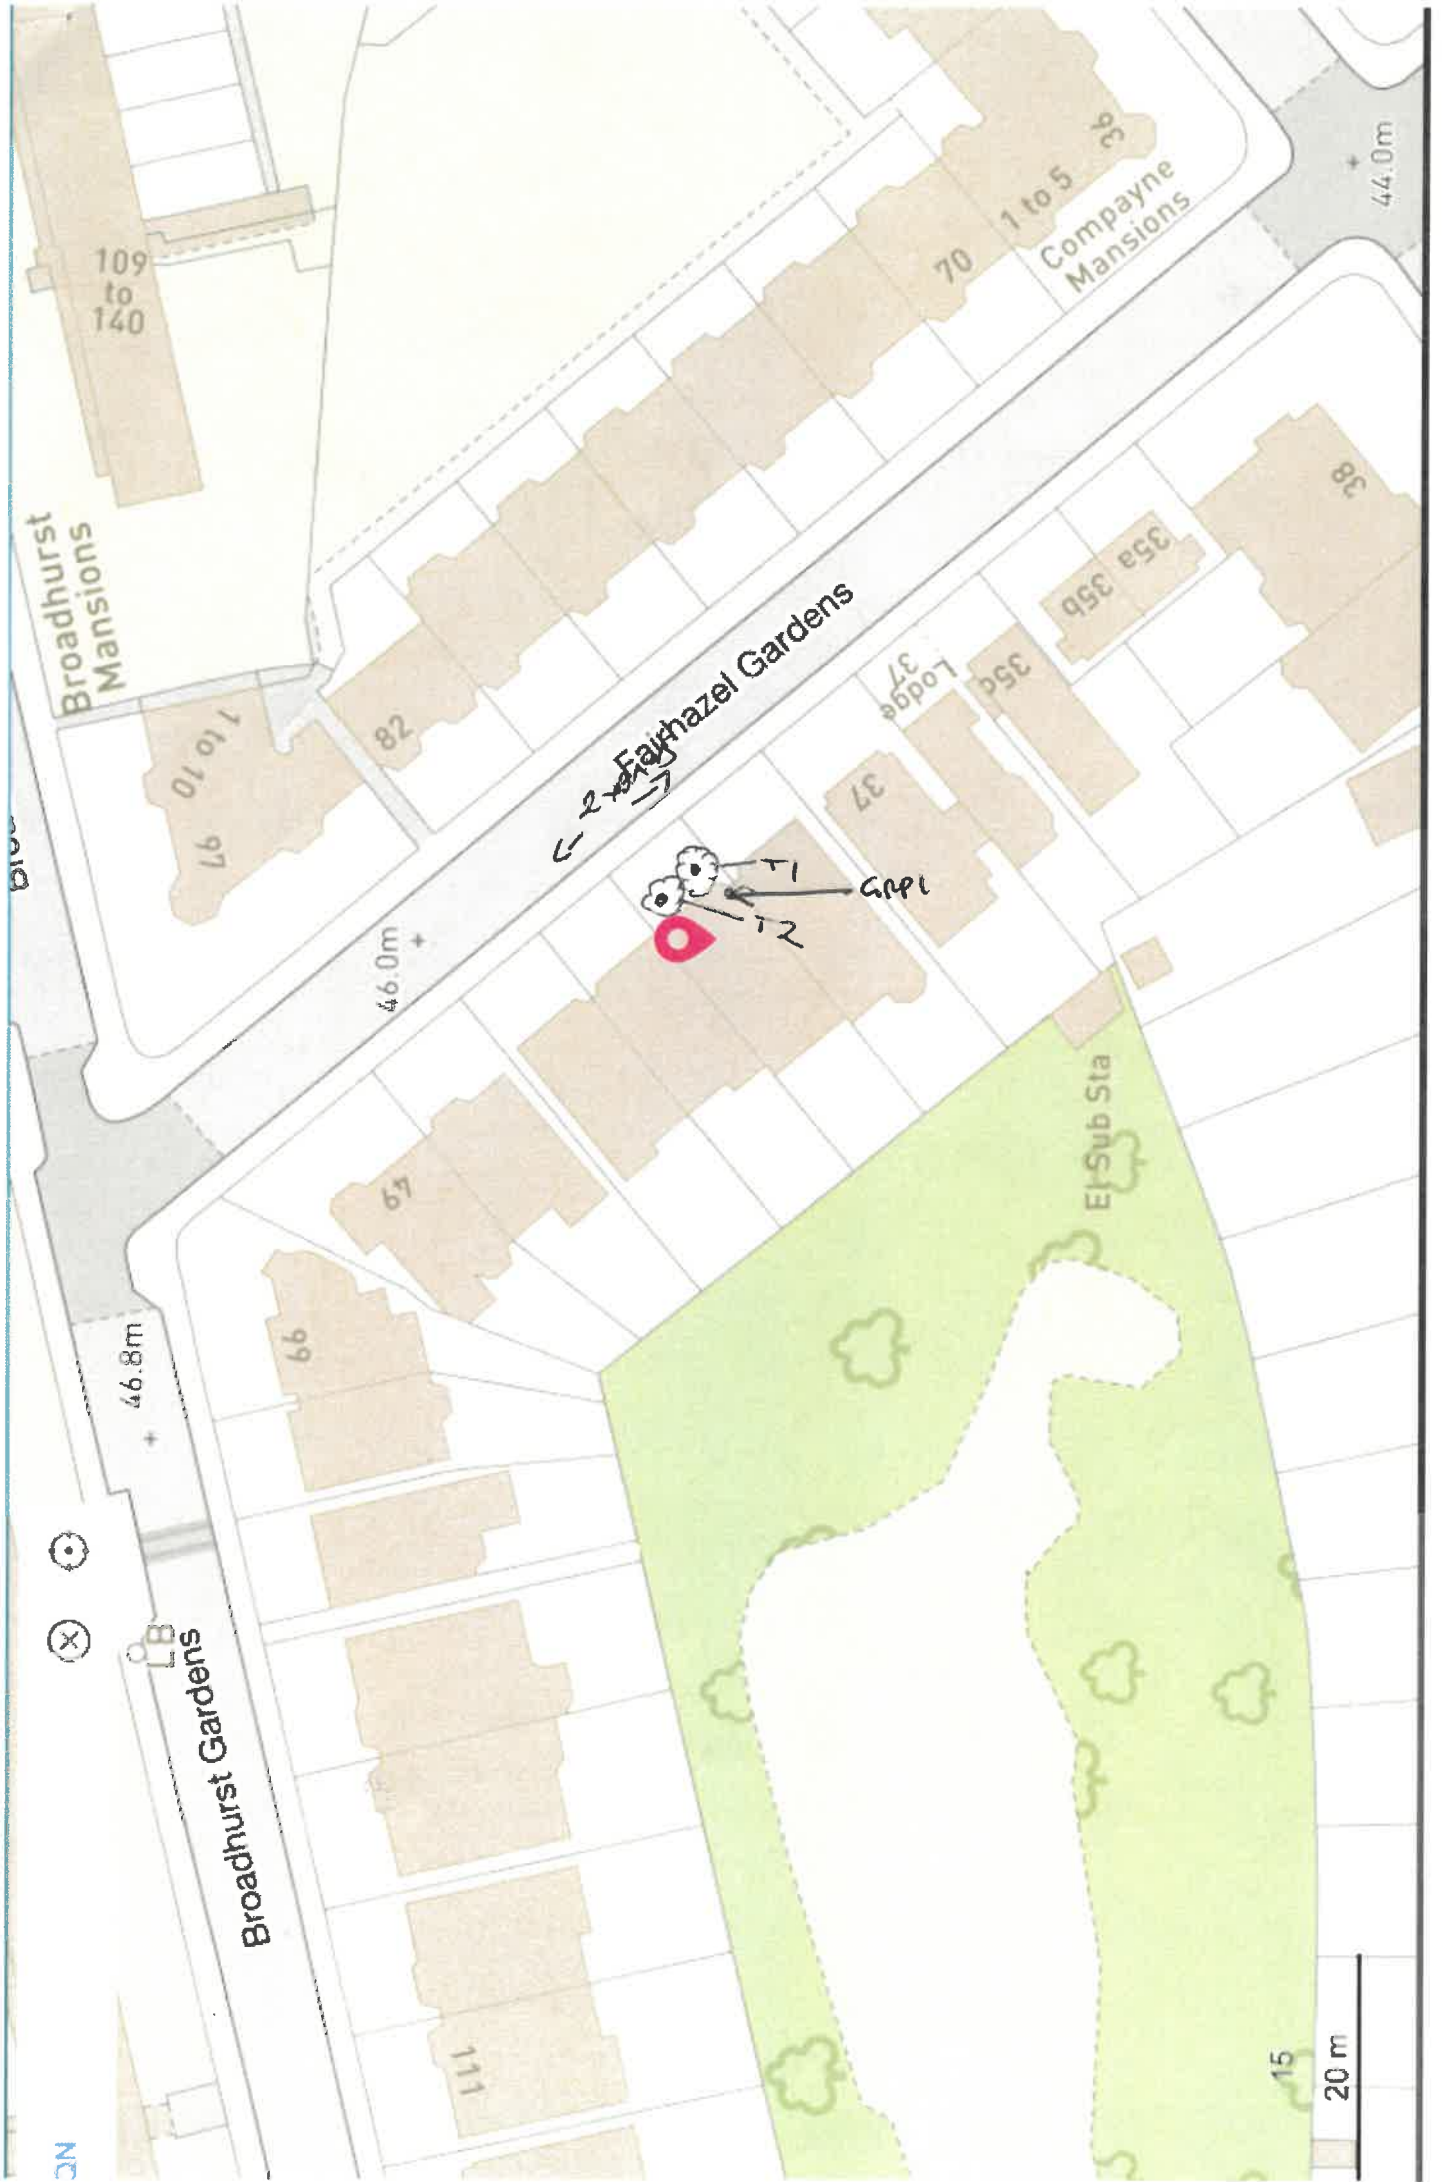 109
to
140
Broadhurst
Mansions
1 to 10
97
82
70
1 to 5
36
Compayne
Mansions
44.0m
Fairhazel Gardens
46.0m
T1
GRP1
T2
37
Lodge
37
35c
35b
35a
38
49
99
46.8m
El Sub Sta
LB
Broadhurst Gardens
111
15
20 m